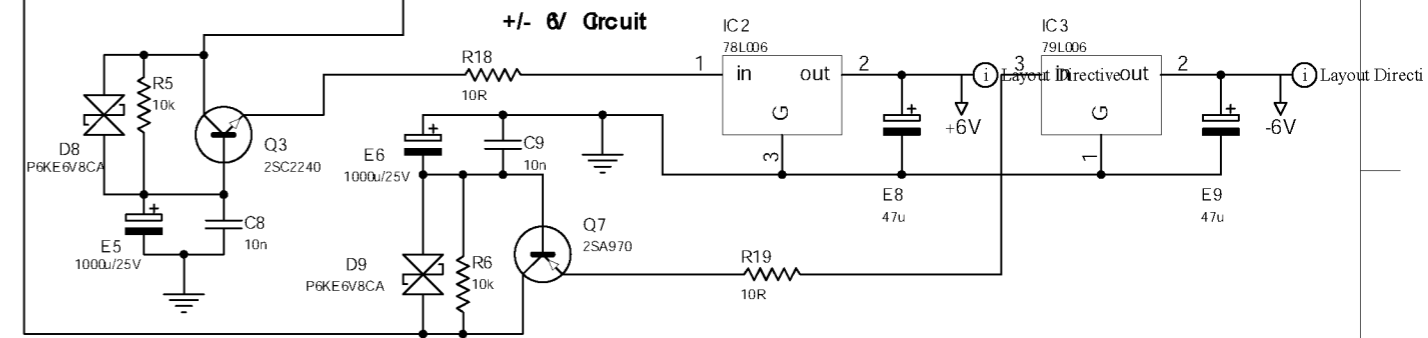 +/- 6V Circuit
IC2
78L006
1
in
out
2
G
3
+6V
E8
47u
i
Layout Directive
IC3
79L006
3
in
out
2
G
1
-6V
E9
47u
i
Layout Directi
R18
10R
R5
10k
D8
P6KE6V8CA
Q3
2SC2240
E5
1000u/25V
C8
10n
E6
1000u/25V
C9
10n
D9
P6KE6V8CA
R6
10k
Q7
2SA970
R19
10R
+
+
+
+